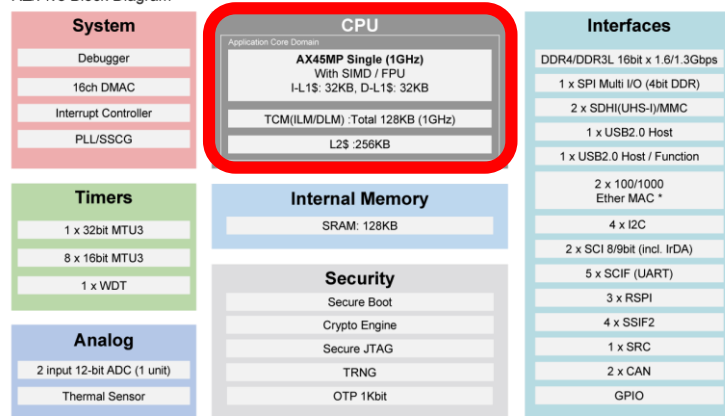 System
Debugger
16ch DMAC
Interrupt Controller
PLL/SSCG
CPU
Application Core Domain
AX45MP Single (1GHz)
With SIMD / FPU
I-L1$: 32KB, D-L1$: 32KB
TCM(ILM/DLM) :Total 128KB (1GHz)
L2$ :256KB
Interfaces
DDR4/DDR3L 16bit x 1.6/1.3Gbps
1 x SPI Multi I/O (4bit DDR)
2 x SDHI(UHS-I)/MMC
1 x USB2.0 Host
1 x USB2.0 Host / Function
2 x 100/1000
Ether MAC *
4 x I2C
2 x SCI 8/9bit (incl. IrDA)
5 x SCIF (UART)
3 x RSPI
4 x SSIF2
1 x SRC
2 x CAN
GPIO
Timers
1 x 32bit MTU3
8 x 16bit MTU3
1 x WDT
Internal Memory
SRAM: 128KB
Security
Secure Boot
Crypto Engine
Secure JTAG
TRNG
OTP 1Kbit
Analog
2 input 12-bit ADC (1 unit)
Thermal Sensor